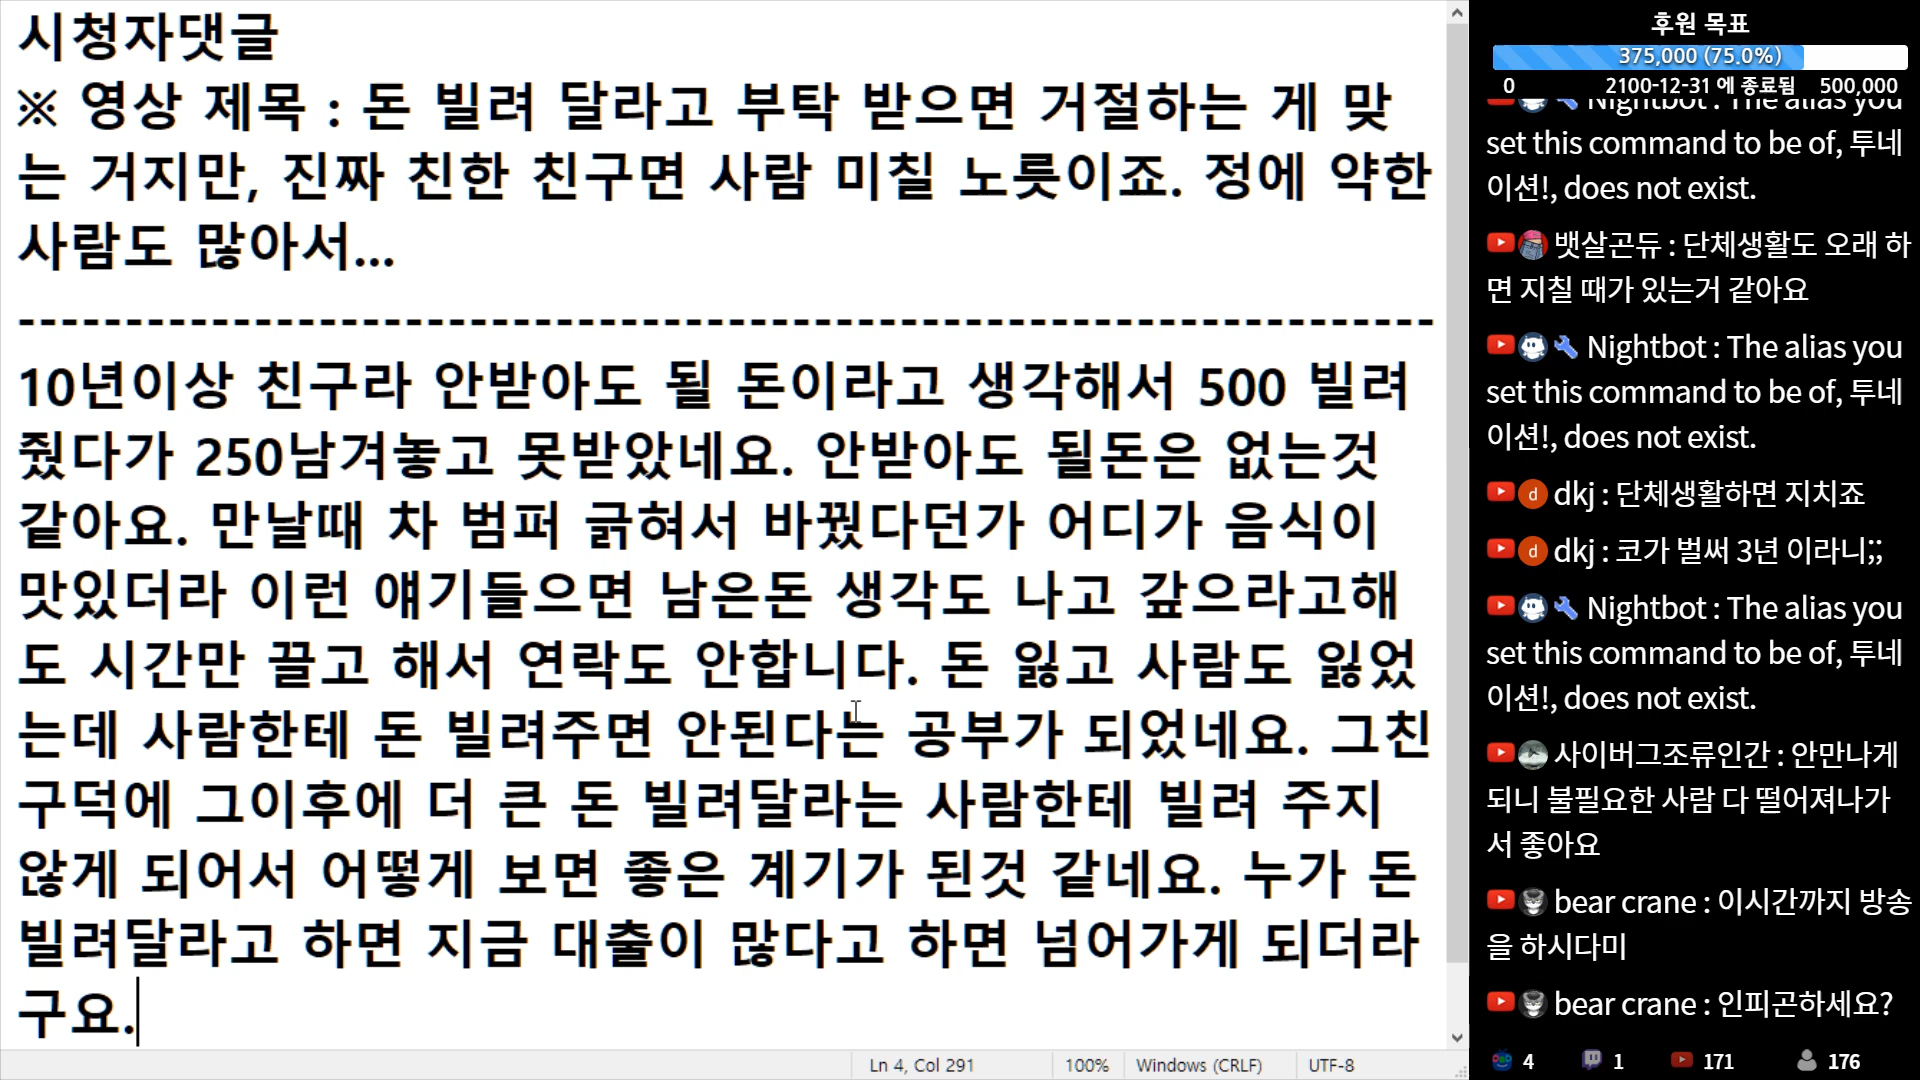 시청자댓글
※ 영상 제목 : 돈 빌려 달라고 부탁 받으면 거절하는 게 맞
는 거지만, 진짜 친한 친구면 사람 미칠 노릇이죠. 정에 약한
사람도 많아서...
--------------------------------------------------
10년이상 친구라 안받아도 될 돈이라고 생각해서 500 빌려
줬다가 250남겨놓고 못받았네요. 안받아도 될돈은 없는것
같아요. 만날때 차 범퍼 긁혀서 바꿨다던가 어디가 음식이
맛있더라 이런 얘기들으면 남은돈 생각도 나고 갚으라고해
도 시간만 끌고 해서 연락도 안합니다. 돈 잃고 사람도 잃었
는데 사람한테 돈 빌려주면 안된다는 공부가 되었네요. 그친
구덕에 그이후에 더 큰 돈 빌려달라는 사람한테 빌려 주지
않게 되어서 어떻게 보면 좋은 계기가 된것 같네요. 누가 돈
빌려달라고 하면 지금 대출이 많다고 하면 넘어가게 되더라
구요.
Ln 4, Col 291 100% Windows (CRLF) UTF-8
후원 목표
375,000 (75.0%)
0 2100-12-31 에 종료됨 500,000
Nightbot : The alias you
set this command to be of, 투네
이션!, does not exist.
뱃살곤듀 : 단체생활도 오래 하
면 지칠 때가 있는거 같아요
Nightbot : The alias you
set this command to be of, 투네
이션!, does not exist.
d dkj : 단체생활하면 지치죠
d dkj : 코가 벌써 3년 이라니;;
Nightbot : The alias you
set this command to be of, 투네
이션!, does not exist.
사이버그조류인간 : 안만나게
되니 불필요한 사람 다 떨어져나가
서 좋아요
bear crane : 이시간까지 방송
을 하시다미
bear crane : 인피곤하세요?
4 1 171 176